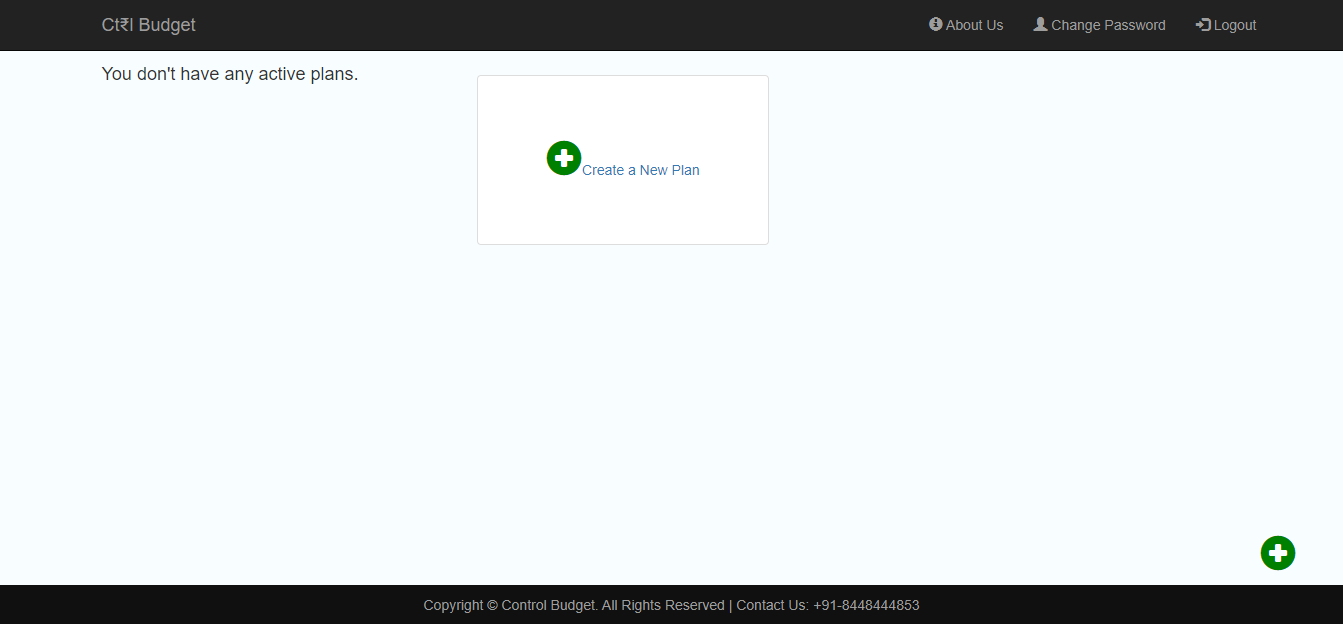 Ct₹l Budget
About Us
Change Password
Logout
You don't have any active plans.
Create a New Plan
Copyright © Control Budget. All Rights Reserved | Contact Us: +91-8448444853